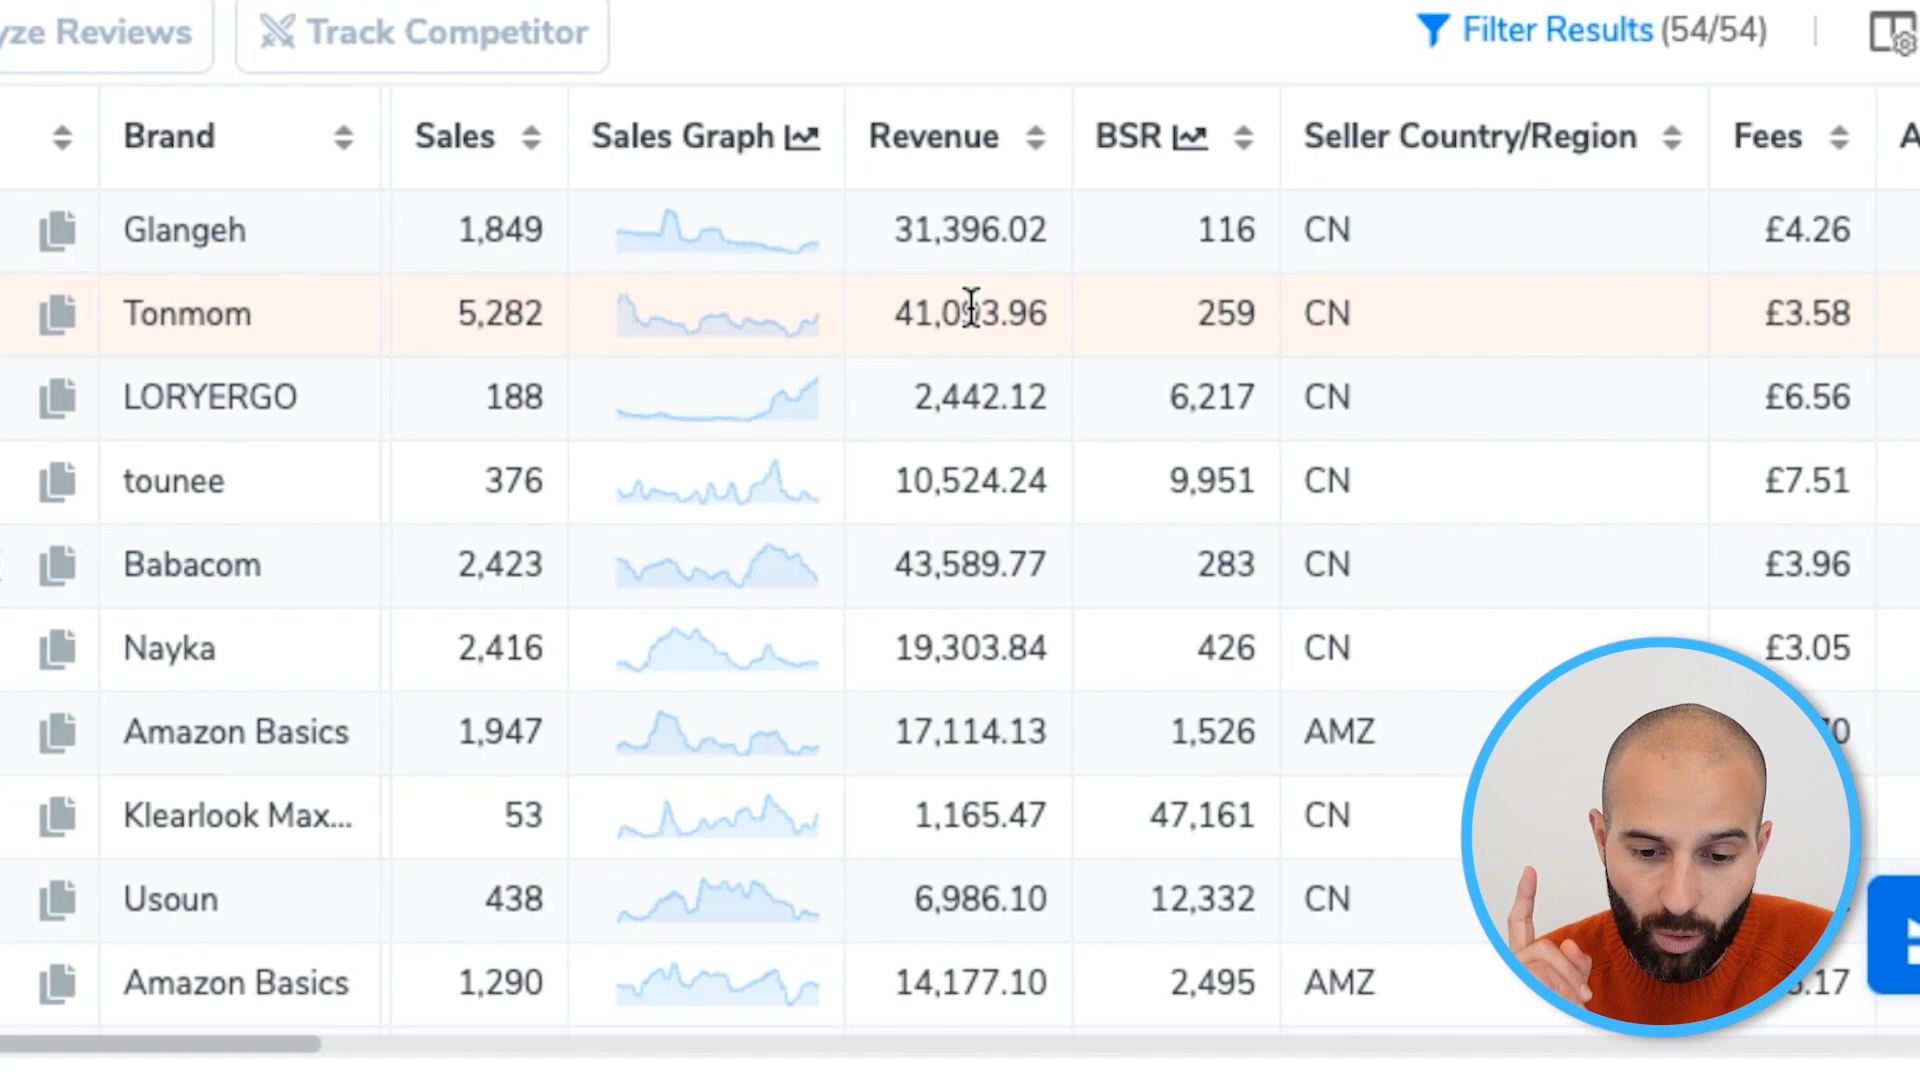 yze Reviews Track Competitor Filter Results (54/54)
Brand Sales Sales Graph Revenue BSR Seller Country/Region Fees A
Glangeh 1,849 31,396.02 116 CN £4.26
Tonmom 5,282 41,093.96 259 CN £3.58
LORYERGO 188 2,442.12 6,217 CN £6.56
tounee 376 10,524.24 9,951 CN £7.51
Babacom 2,423 43,589.77 283 CN £3.96
Nayka 2,416 19,303.84 426 CN £3.05
Amazon Basics 1,947 17,114.13 1,526 AMZ
Klearlook Max... 53 1,165.47 47,161 CN
Usoun 438 6,986.10 12,332 CN
Amazon Basics 1,290 14,177.10 2,495 AMZ